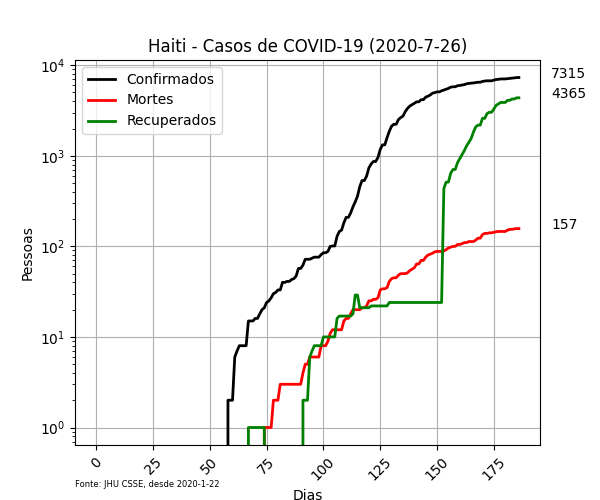 Haiti - Casos de COVID-19 (2020-7-26)
Confirmados
Mortes
Recuperados
7315
4365
157
Pessoas
10⁴
10³
10²
10¹
10⁰
0 25 50 75 100 125 150 175
Fonte: JHU CSSE, desde 2020-1-22
Dias